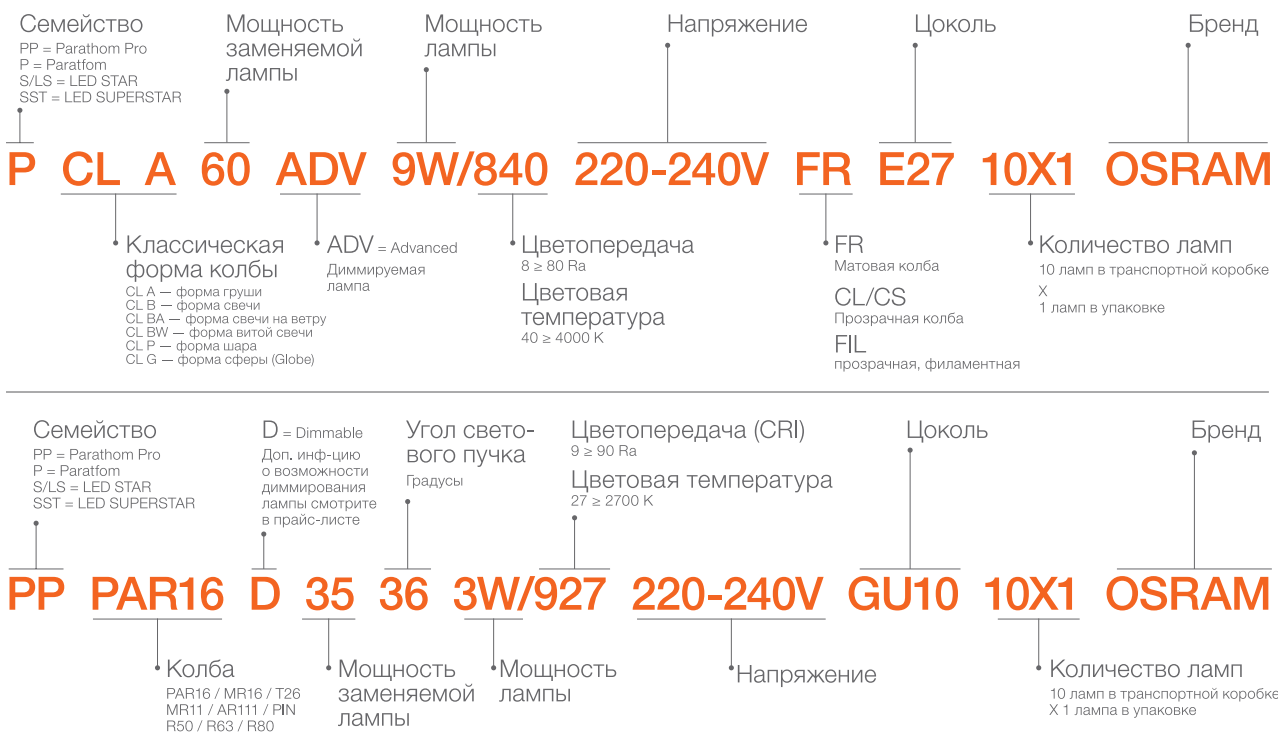 Семейство
PP = Parathom Pro
P = Paratfom
S/LS = LED STAR
SST = LED SUPERSTAR
Мощность
заменяемой
лампы
Мощность
лампы
Напряжение
Цоколь
Бренд
P CL A 60 ADV 9W/840 220-240V FR E27 10X1 OSRAM
Классическая
форма колбы
CL A — форма груши
CL B — форма свечи
CL BA — форма свечи на ветру
CL BW — форма витой свечи
CL P — форма шара
CL G — форма сферы (Globe)
ADV = Advanced
Диммируемая
лампа
Цветопередача
8 ≥ 80 Ra
Цветовая
температура
40 ≥ 4000 K
FR
Матовая колба
CL/CS
Прозрачная колба
FIL
прозрачная, филаментная
Количество ламп
10 ламп в транспортной коробке
X
1 ламп в упаковке
Семейство
PP = Parathom Pro
P = Paratfom
S/LS = LED STAR
SST = LED SUPERSTAR
D = Dimmable
Доп. инф-цию
о возможности
диммирования
лампы смотрите
в прайс-листе
Угол свето-
вого пучка
Градусы
Цветопередача (CRI)
9 ≥ 90 Ra
Цветовая температура
27 ≥ 2700 K
Цоколь
Бренд
PP PAR16 D 35 36 3W/927 220-240V GU10 10X1 OSRAM
Колба
PAR16 / MR16 / T26
MR11 / AR111 / PIN
R50 / R63 / R80
Мощность
заменяемой
лампы
Мощность
лампы
Напряжение
Количество ламп
10 ламп в транспортной коробке
X 1 лампа в упаковке